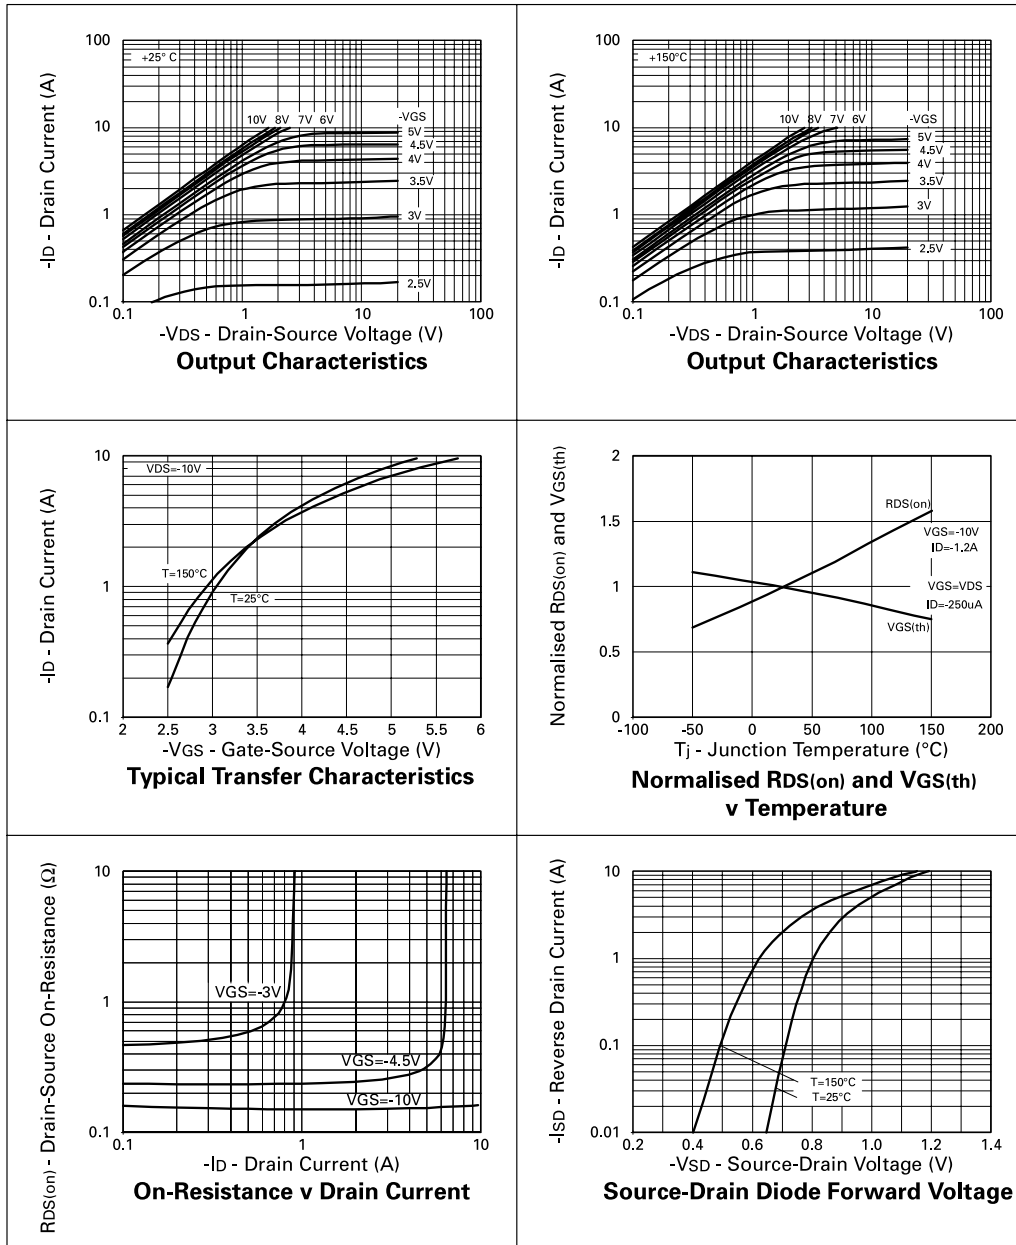 100
+25° C
10V 8V 7V 6V
-VGS
5V
4.5V
4V
3.5V
3V
2.5V
10
1
0.1
0.1 1 10 100
-ID - Drain Current (A)
-VDS - Drain-Source Voltage (V)
Output Characteristics
100
+150°C
10V 8V 7V 6V
-VGS
5V
4.5V
4V
3.5V
3V
2.5V
10
1
0.1
0.1 1 10 100
-ID - Drain Current (A)
-VDS - Drain-Source Voltage (V)
Output Characteristics
10
VDS=-10V
1
T=150°C
T=25°C
0.1
2 2.5 3 3.5 4 4.5 5 5.5 6
-ID - Drain Current (A)
-VGS - Gate-Source Voltage (V)
Typical Transfer Characteristics
2
1.5
1
0.5
0
RDS(on)
VGS=-10V
ID=-1.2A
VGS=VDS
ID=-250uA
VGS(th)
-100 -50 0 50 100 150 200
Normalised RDS(on) and VGS(th)
Tj - Junction Temperature (°C)
Normalised RDS(on) and VGS(th)
v Temperature
10
1
0.1
VGS=-3V
VGS=-4.5V
VGS=-10V
0.1 1 10
RDS(on) - Drain-Source On-Resistance (Ω)
-ID - Drain Current (A)
On-Resistance v Drain Current
10
1
0.1
0.01
T=150°C
T=25°C
0.2 0.4 0.6 0.8 1.0 1.2 1.4
-ISD - Reverse Drain Current (A)
-VSD - Source-Drain Voltage (V)
Source-Drain Diode Forward Voltage